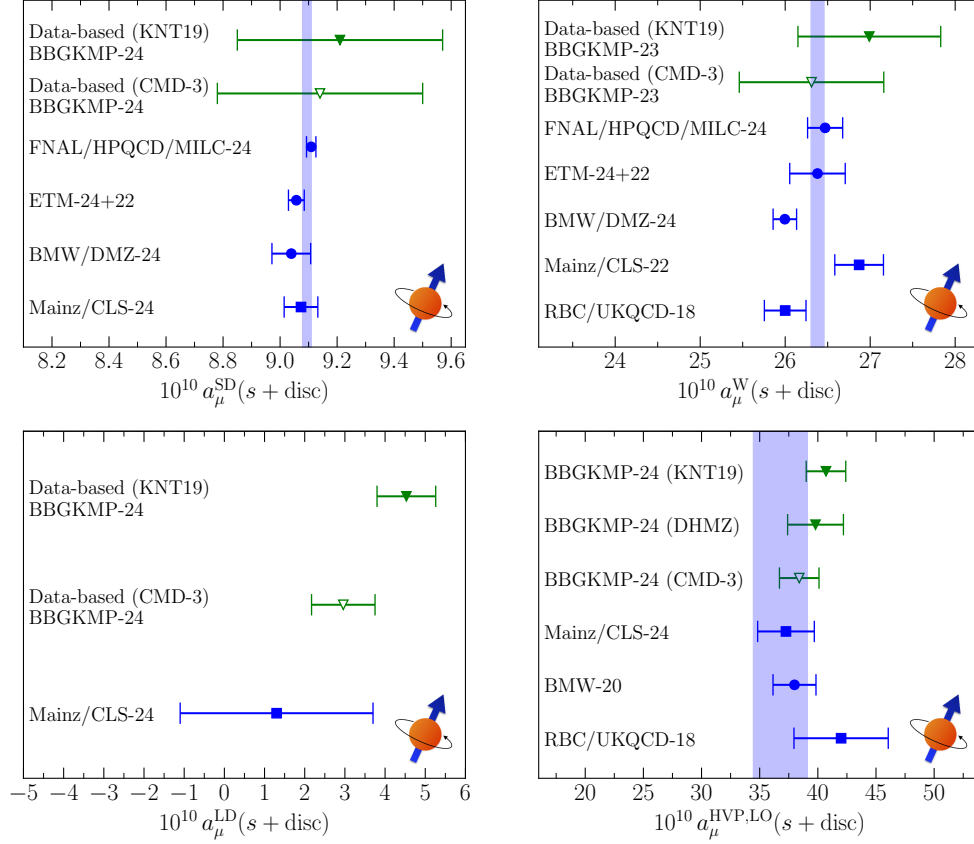 Data-based (KNT19)
BBGKMP-24
Data-based (CMD-3)
BBGKMP-24
FNAL/HPQCD/MILC-24
ETM-24+22
BMW/DMZ-24
Mainz/CLS-24
8.2 8.4 8.6 8.8 9.0 9.2 9.4 9.6
10^{10} a_μ^{SD}(s + disc)
Data-based (KNT19)
BBGKMP-23
Data-based (CMD-3)
BBGKMP-23
FNAL/HPQCD/MILC-24
ETM-24+22
BMW/DMZ-24
Mainz/CLS-22
RBC/UKQCD-18
24 25 26 27 28
10^{10} a_μ^{W}(s + disc)
Data-based (KNT19)
BBGKMP-24
Data-based (CMD-3)
BBGKMP-24
Mainz/CLS-24
−5 −4 −3 −2 −1 0 1 2 3 4 5 6
10^{10} a_μ^{LD}(s + disc)
BBGKMP-24 (KNT19)
BBGKMP-24 (DHMZ)
BBGKMP-24 (CMD-3)
Mainz/CLS-24
BMW-20
RBC/UKQCD-18
20 25 30 35 40 45 50
10^{10} a_μ^{HVP,LO}(s + disc)